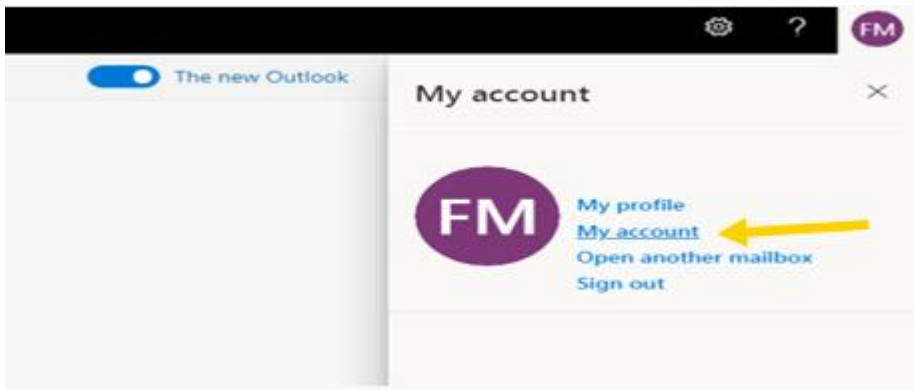 ? FM
The new Outlook
My account
FM
My profile
My account
Open another mailbox
Sign out